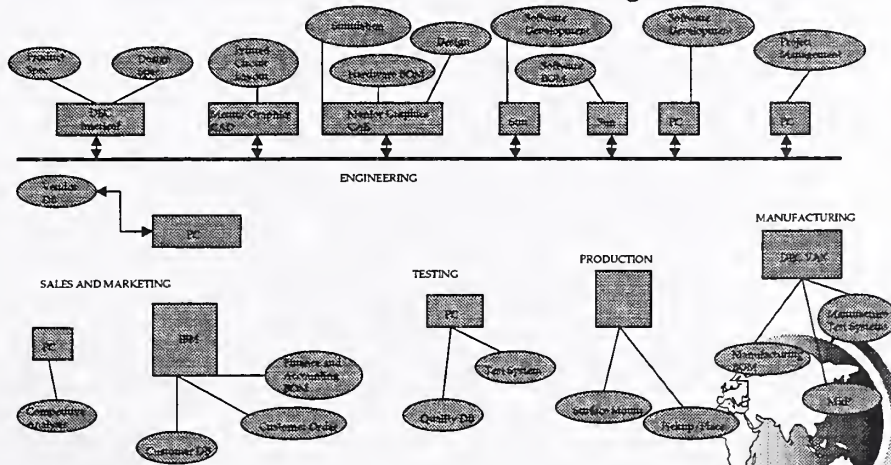 Simulation
Software
Development
Software
Development
Product
Spec
Design
Spec
Printed
Circuit
Layout
Design
Hardware BOM
Software
BOM
Project
Management
DEC
Mentor Graphics
CAD
Mentor Graphics
CAE
Sun
Sun
PC
PC
ENGINEERING
Vendor
DB
PC
MANUFACTURING
DEC VAX
SALES AND MARKETING
TESTING
PRODUCTION
PC
IBM
PC
Manufacture
Test Systems
Finance and
Accounting
BOM
Test System
Manufacturing
BOM
Competitive
Analysis
Customer Order
Quality DB
Surface Mount
Pickup/Place
MRP
Customer DB